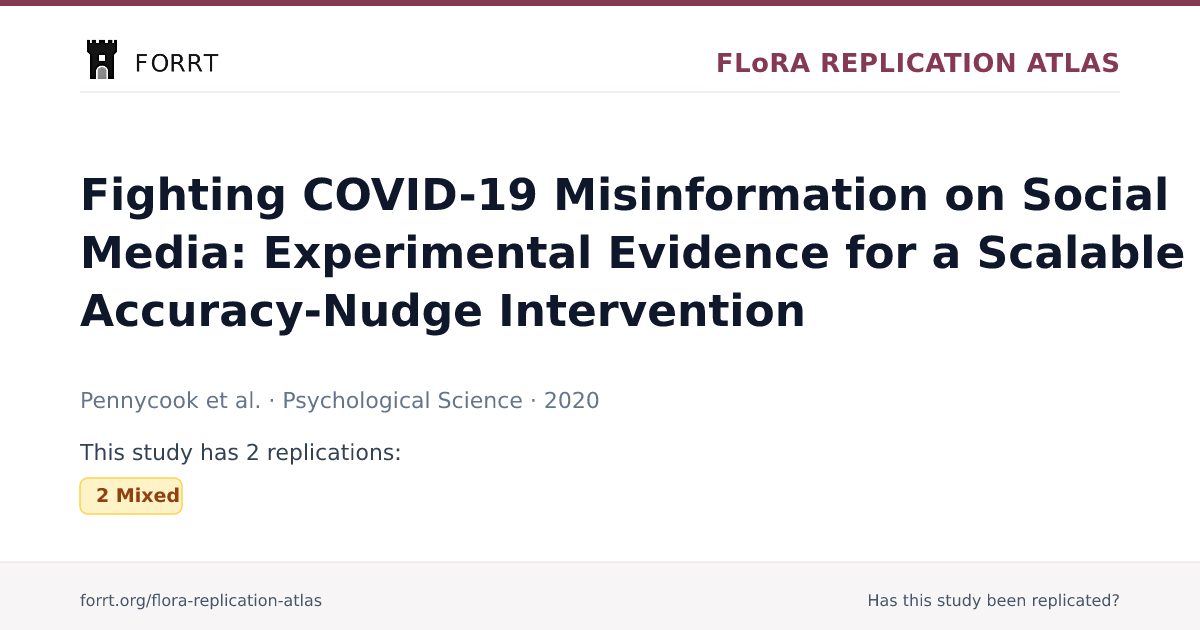 FORRT
FLoRA REPLICATION ATLAS
Fighting COVID-19 Misinformation on Social
Media: Experimental Evidence for a Scalable
Accuracy-Nudge Intervention
Pennycook et al. · Psychological Science · 2020
This study has 2 replications:
2 Mixed
forrt.org/flora-replication-atlas
Has this study been replicated?